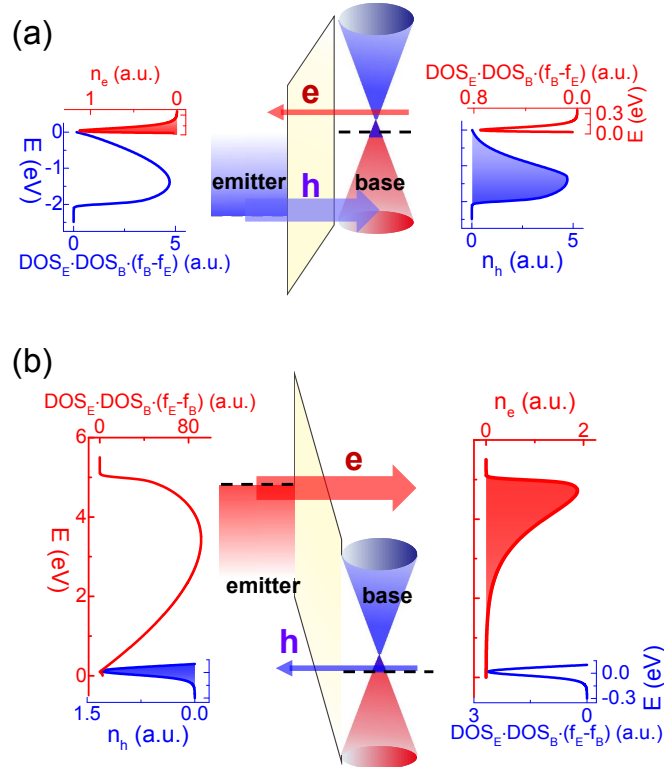 (a)
n_e (a.u.)
1 0
0
-1
-2
E (eV)
0 5
DOS_E·DOS_B·(f_B-f_E) (a.u.)
e
emitter
h
base
DOS_E·DOS_B·(f_B-f_E) (a.u.)
0.8 0.0
0.3
0.0
E (eV)
0 5
n_h (a.u.)
(b)
DOS_E·DOS_B·(f_E-f_B) (a.u.)
0 80
6
4
2
0
E (eV)
1.5 0.0
n_h (a.u.)
e
emitter
base
h
n_e (a.u.)
0 1 2
0.0
-0.3
E (eV)
3 0
DOS_E·DOS_B·(f_E-f_B) (a.u.)